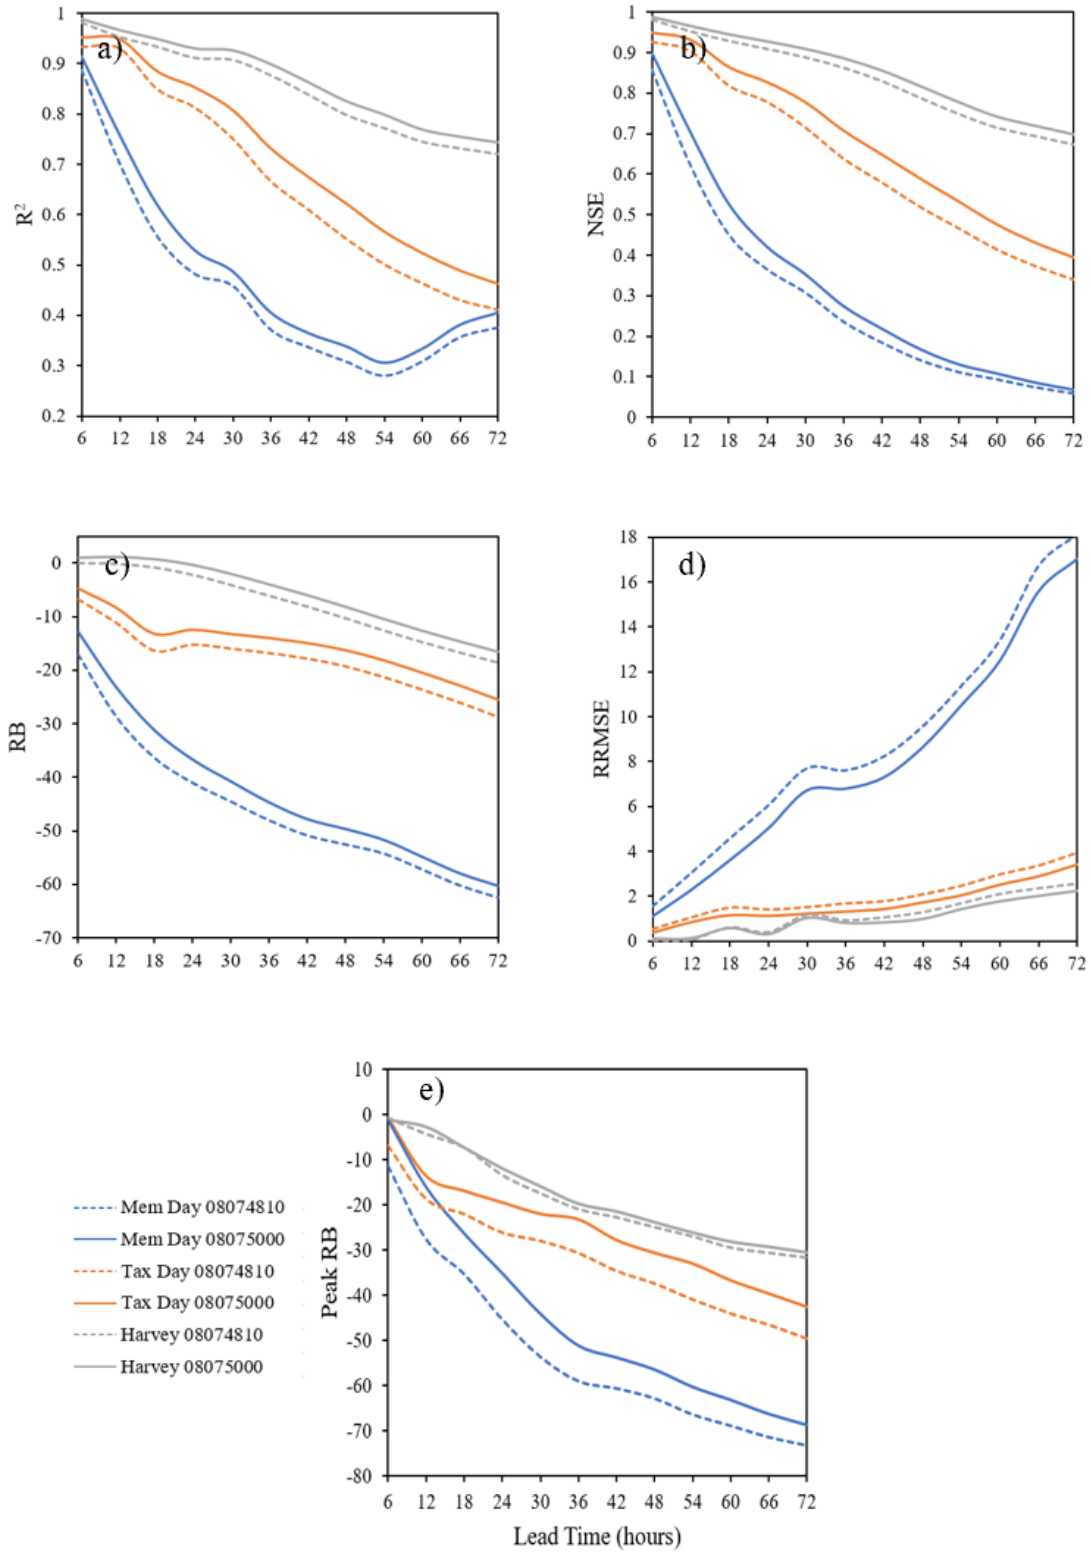 a)
R²
1
0.9
0.8
0.7
0.6
0.5
0.4
0.3
0.2
6 12 18 24 30 36 42 48 54 60 66 72
b)
NSE
1
0.9
0.8
0.7
0.6
0.5
0.4
0.3
0.2
0.1
0
6 12 18 24 30 36 42 48 54 60 66 72
c)
RB
0
-10
-20
-30
-40
-50
-60
-70
6 12 18 24 30 36 42 48 54 60 66 72
d)
RRMSE
18
16
14
12
10
8
6
4
2
0
6 12 18 24 30 36 42 48 54 60 66 72
Mem Day 08074810
Mem Day 08075000
Tax Day 08074810
Tax Day 08075000
Harvey 08074810
Harvey 08075000
e)
Peak RB
10
0
-10
-20
-30
-40
-50
-60
-70
-80
6 12 18 24 30 36 42 48 54 60 66 72
Lead Time (hours)